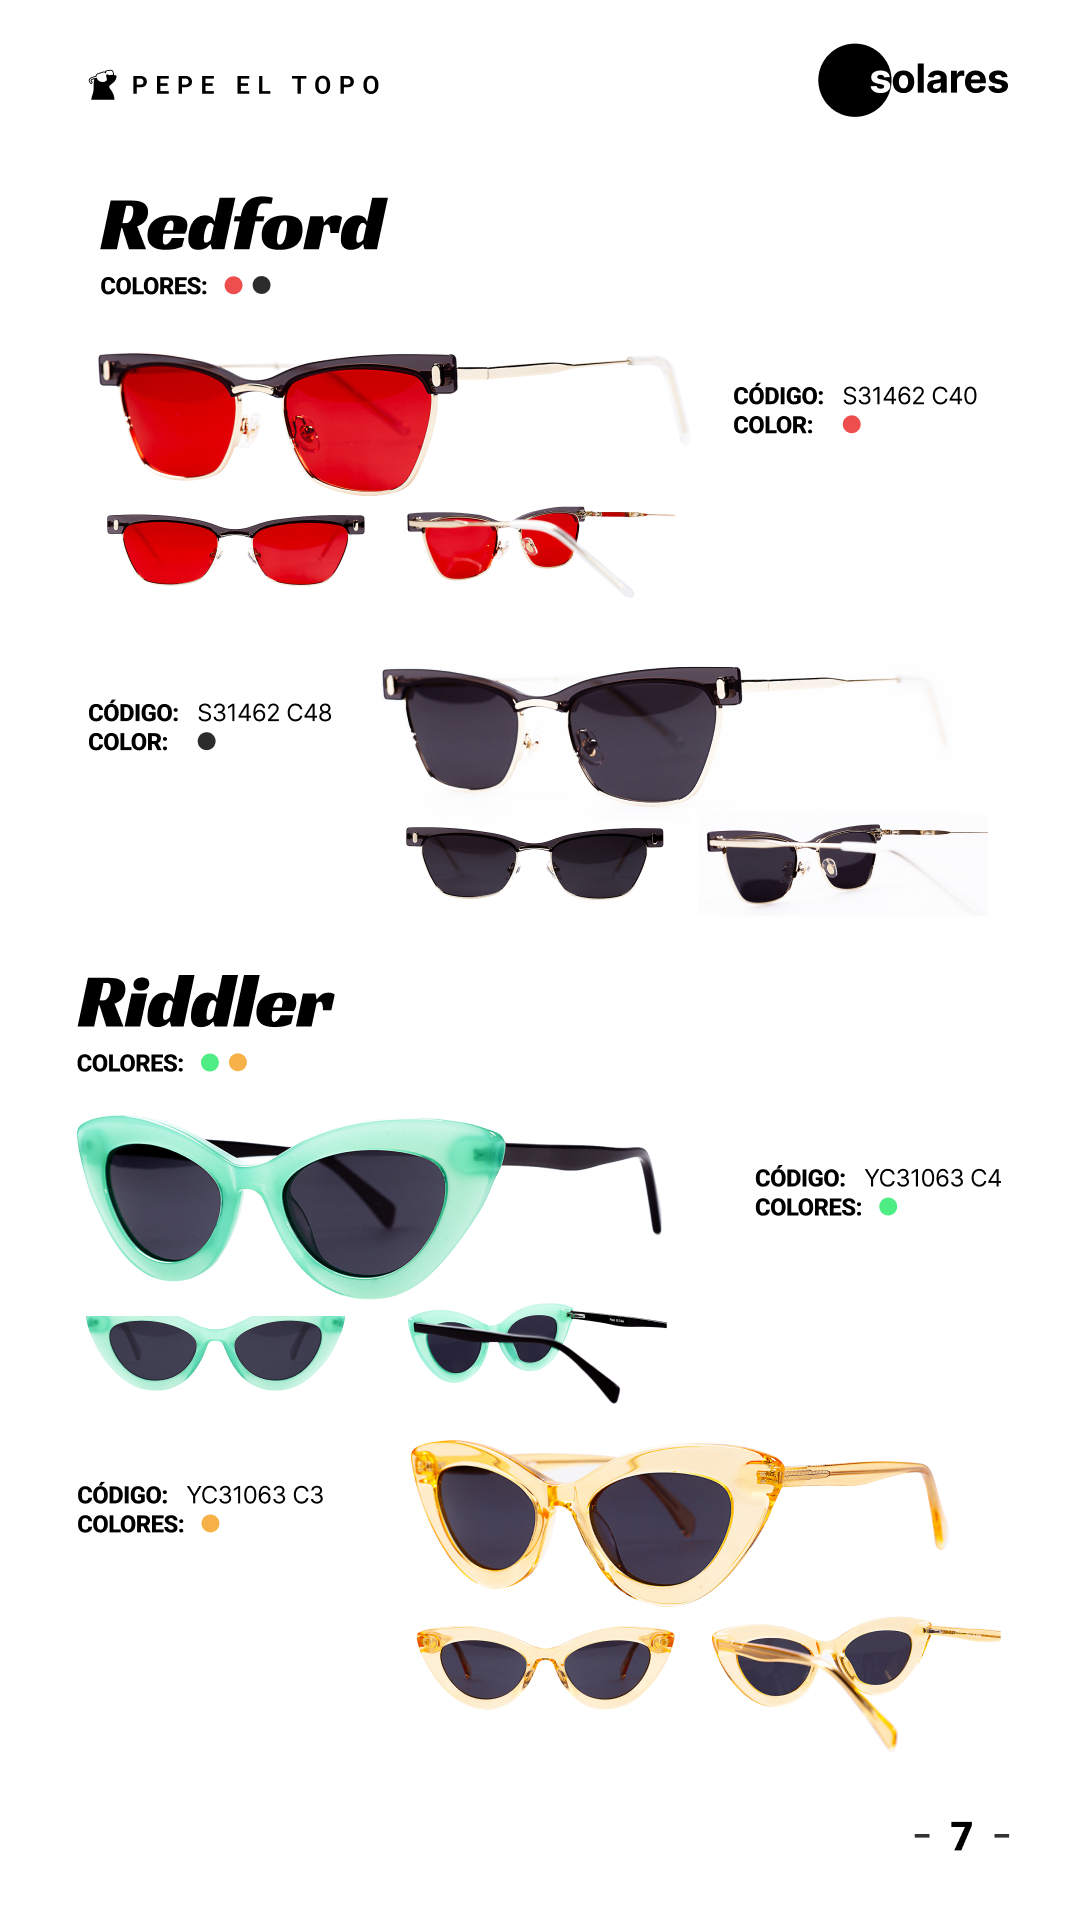 PEPE EL TOPO
solares
Redford
COLORES:
CÓDIGO: S31462 C40
COLOR:
CÓDIGO: S31462 C48
COLOR:
Riddler
COLORES:
CÓDIGO: YC31063 C4
COLORES:
CÓDIGO: YC31063 C3
COLORES:
- 7 -